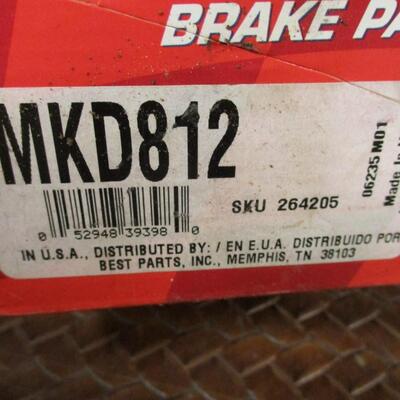 BRAKE PA
MKD812
SKU 264205
0 52948 39398 0
06235 M01
Made In
IN U.S.A., DISTRIBUTED BY: / EN E.U.A. DISTRIBUIDO POR
BEST PARTS, INC., MEMPHIS, TN 38103